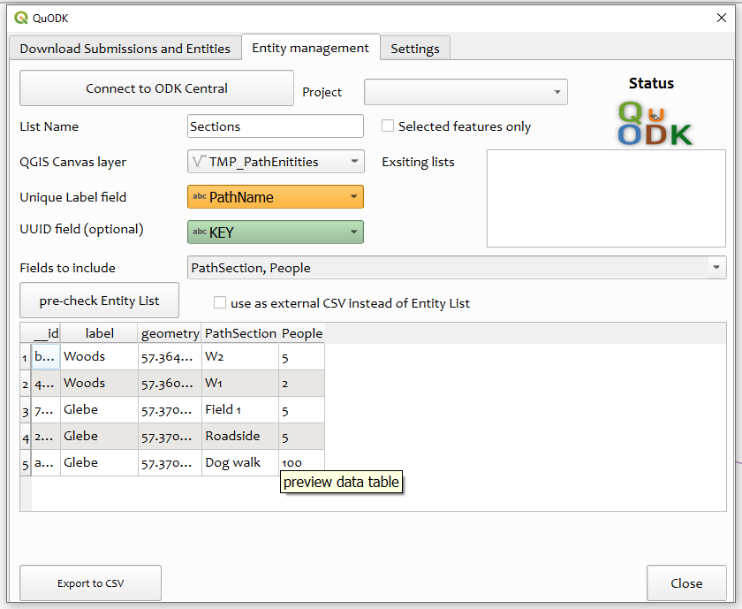 QuODK
Download Submissions and Entities
Entity management
Settings
Connect to ODK Central
Project
Status
QU
ODK
List Name
Sections
Selected features only
QGIS Canvas layer
TMP_PathEnitities
Exsiting lists
Unique Label field
abc PathName
UUID field (optional)
abc KEY
Fields to include
PathSection, People
pre-check Entity List
use as external CSV instead of Entity List
__id label geometry PathSection People
1 b... Woods 57.364... W2 5
2 4... Woods 57.360... W1 2
3 7... Glebe 57.370... Field 1 5
4 2... Glebe 57.370... Roadside 5
5 a... Glebe 57.370... Dog walk 100
preview data table
Export to CSV
Close